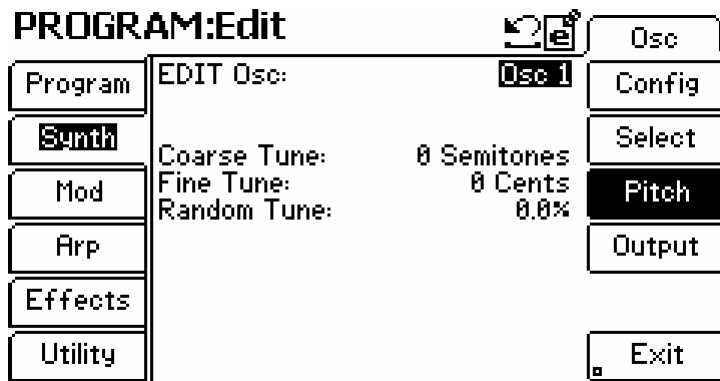 PROGRAM:Edit
Osc
Program
Synth
Mod
Arp
Effects
Utility
EDIT Osc: Osc 1
Coarse Tune: 0 Semitones
Fine Tune: 0 Cents
Random Tune: 0.0%
Config
Select
Pitch
Output
Exit